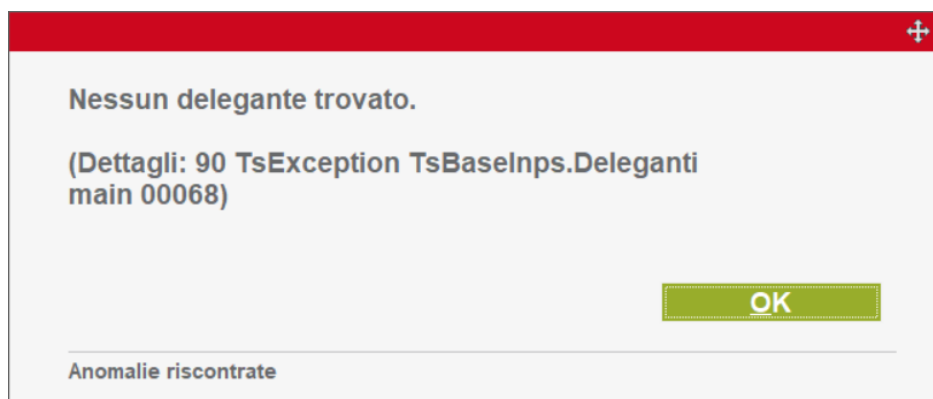 Nessun delegante trovato.
(Dettagli: 90 TsException TsBaseInps.Deleganti
main 00068)
OK
Anomalie riscontrate